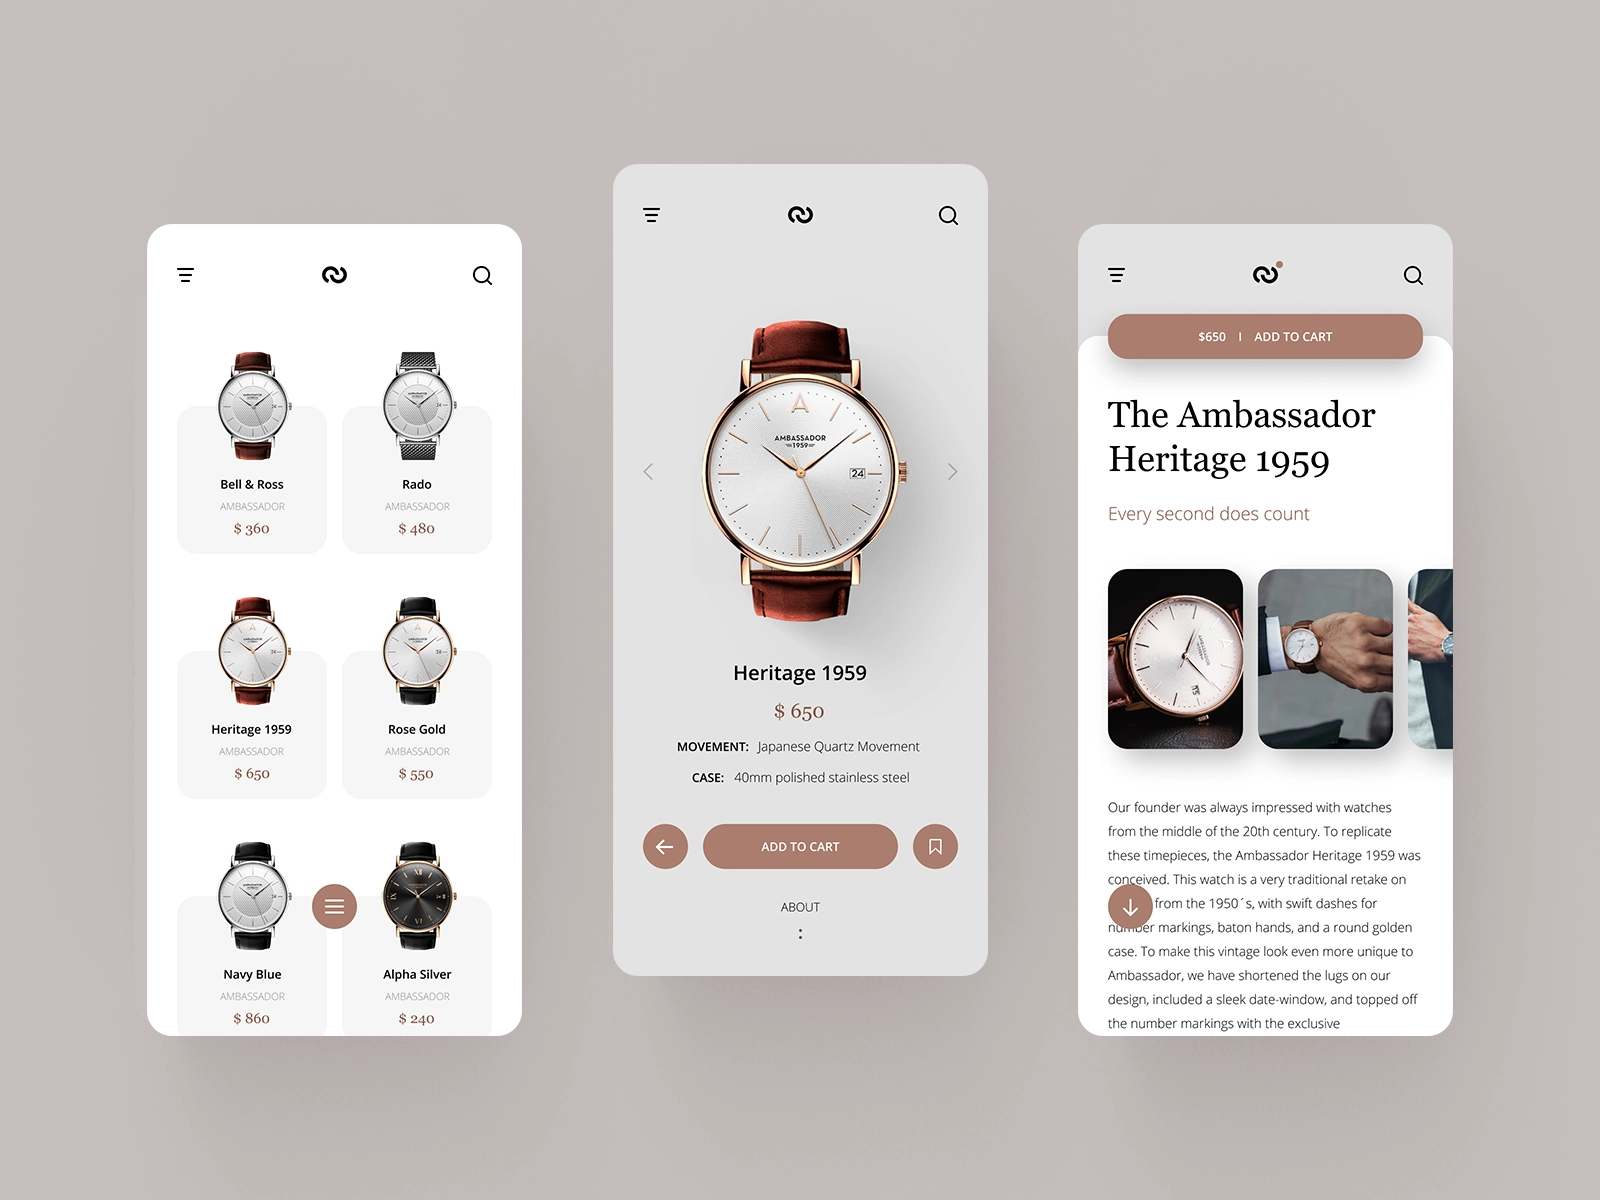 Bell & Ross
AMBASSADOR
$ 360
Rado
AMBASSADOR
$ 480
Heritage 1959
AMBASSADOR
$ 650
Rose Gold
AMBASSADOR
$ 550
Navy Blue
AMBASSADOR
$ 860
Alpha Silver
AMBASSADOR
$ 240
A
AMBASSADOR
1959
24
Heritage 1959
$ 650
MOVEMENT: Japanese Quartz Movement
CASE: 40mm polished stainless steel
ADD TO CART
ABOUT
$650 I ADD TO CART
The Ambassador
Heritage 1959
Every second does count
Our founder was always impressed with watches
from the middle of the 20th century. To replicate
these timepieces, the Ambassador Heritage 1959 was
conceived. This watch is a very traditional retake on
from the 1950´s, with swift dashes for
number markings, baton hands, and a round golden
case. To make this vintage look even more unique to
Ambassador, we have shortened the lugs on our
design, included a sleek date-window, and topped off
the number markings with the exclusive